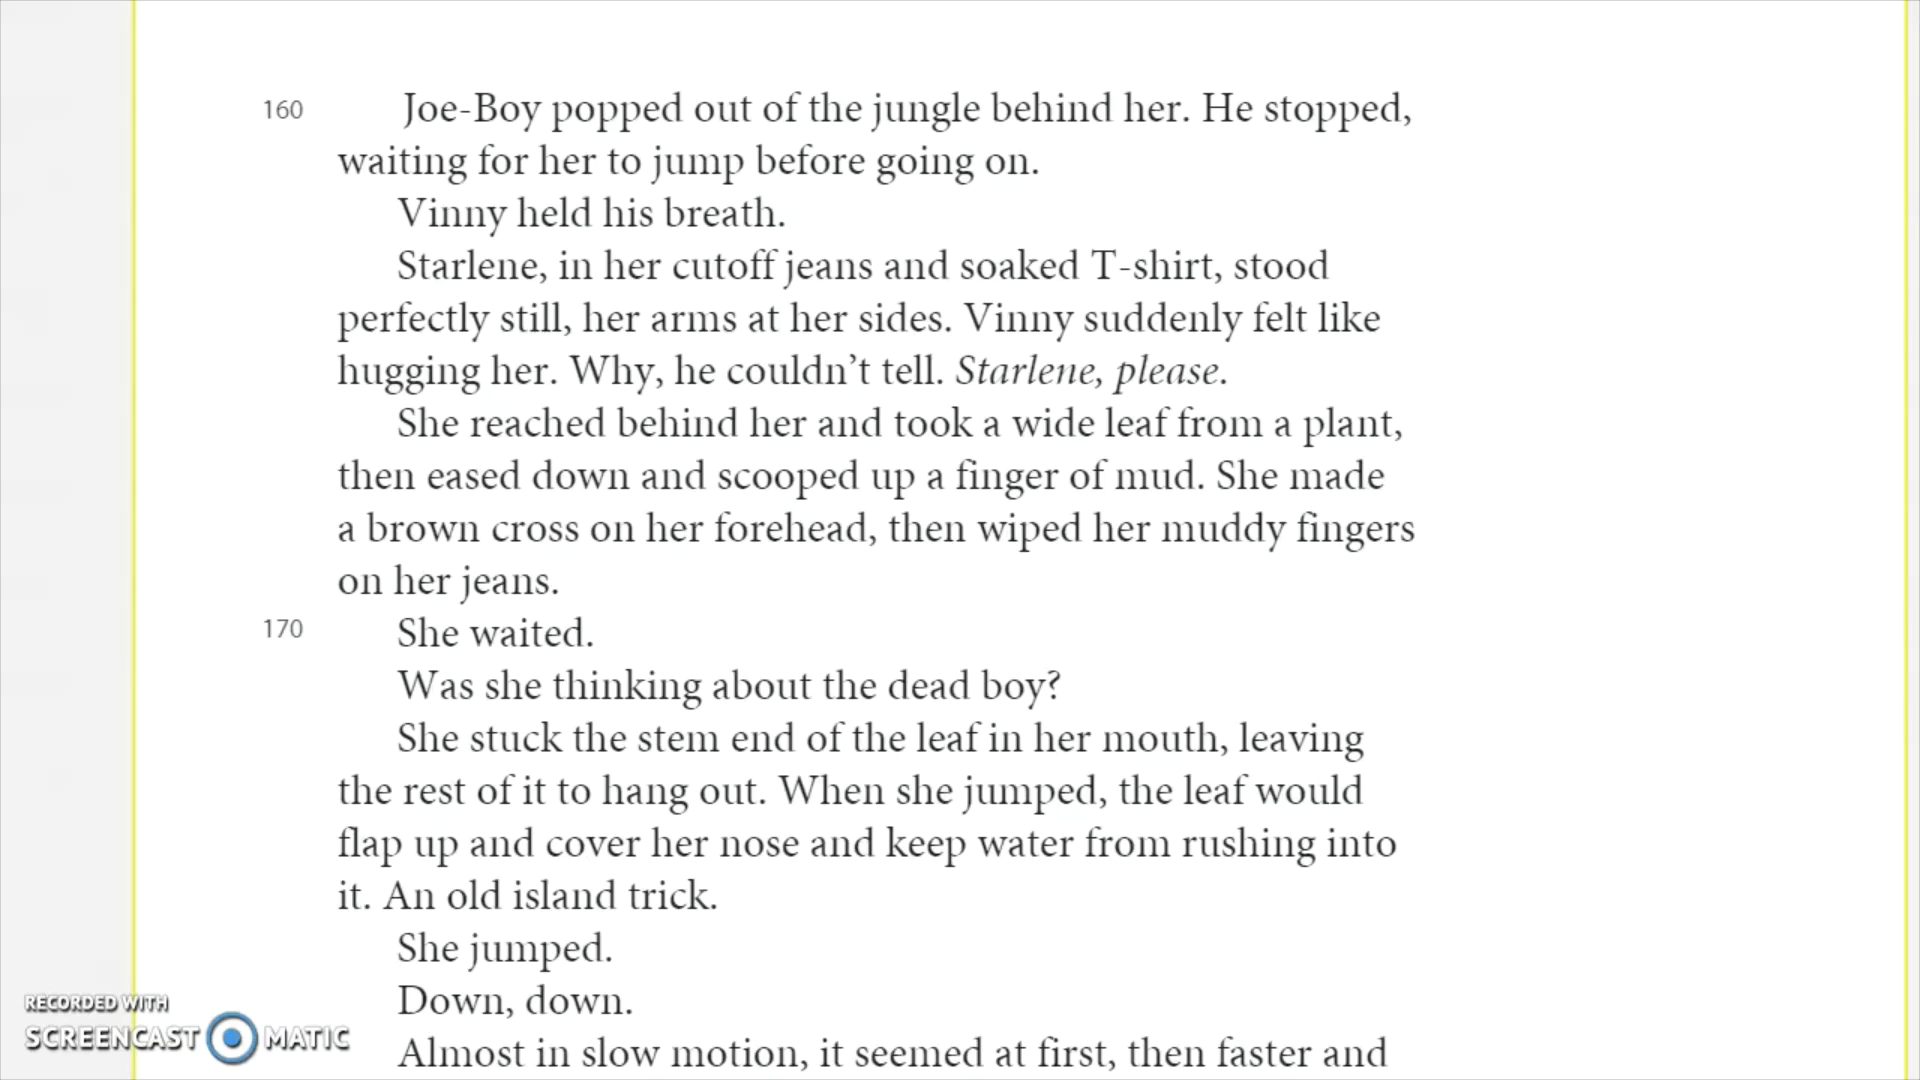 160 Joe-Boy popped out of the jungle behind her. He stopped,
waiting for her to jump before going on.
Vinny held his breath.
Starlene, in her cutoff jeans and soaked T-shirt, stood
perfectly still, her arms at her sides. Vinny suddenly felt like
hugging her. Why, he couldn’t tell. Starlene, please.
She reached behind her and took a wide leaf from a plant,
then eased down and scooped up a finger of mud. She made
a brown cross on her forehead, then wiped her muddy fingers
on her jeans.
170 She waited.
Was she thinking about the dead boy?
She stuck the stem end of the leaf in her mouth, leaving
the rest of it to hang out. When she jumped, the leaf would
flap up and cover her nose and keep water from rushing into
it. An old island trick.
She jumped.
Down, down.
Almost in slow motion, it seemed at first, then faster and
RECORDED WITH
SCREENCAST MATIC